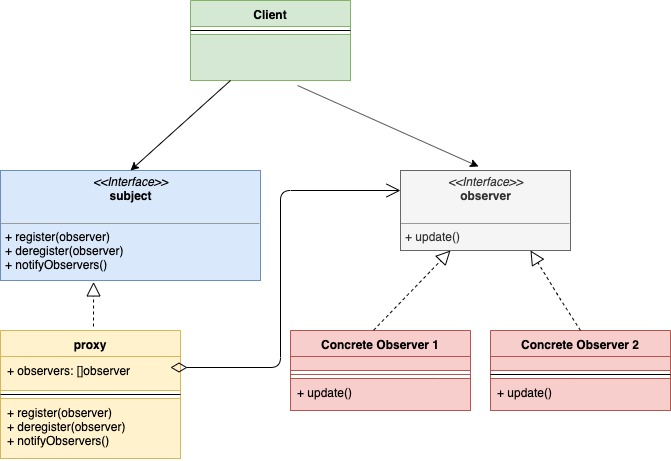 Client
<<Interface>>
subject
+ register(observer)
+ deregister(observer)
+ notifyObservers()
<<Interface>>
observer
+ update()
proxy
+ observers: []observer
+ register(observer)
+ deregister(observer)
+ notifyObservers()
Concrete Observer 1
+ update()
Concrete Observer 2
+ update()